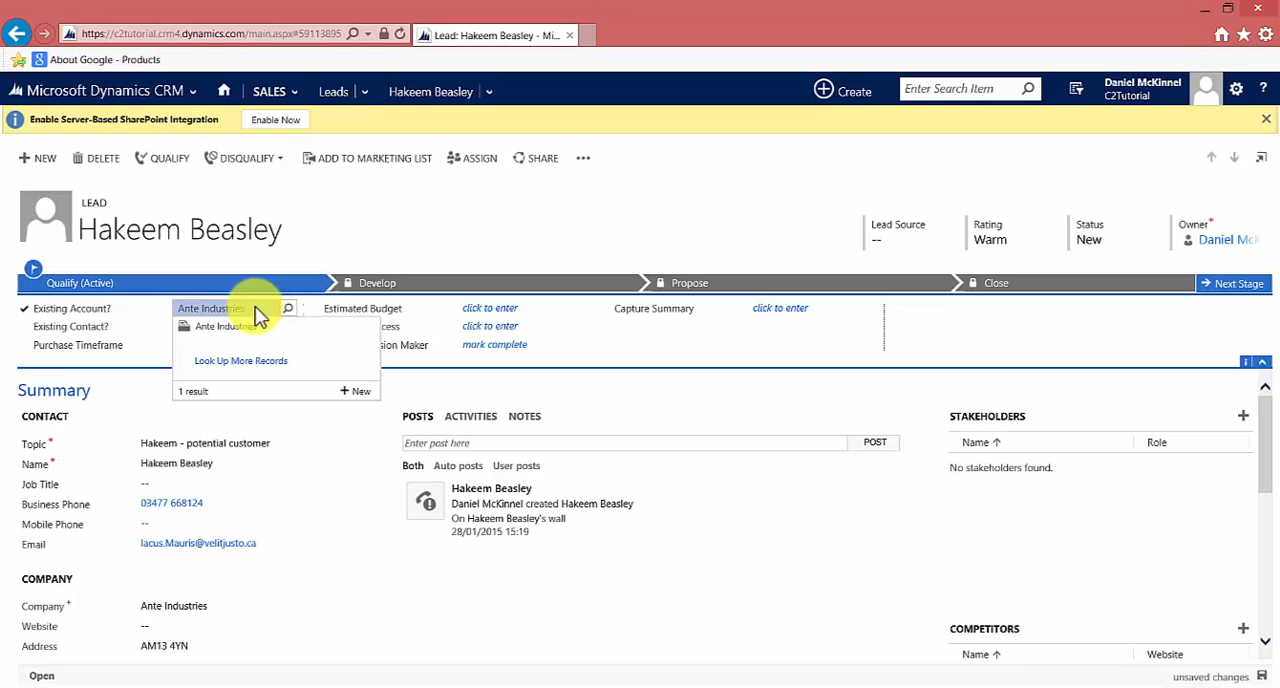 https://c2tutorial.crm4.dynamics.com/main.aspx#59113895
Lead: Hakeem Beasley - Mi...
About Google - Products
Microsoft Dynamics CRM
SALES
Leads
Hakeem Beasley
Create
Enter Search Item
Daniel McKinnel
C2Tutorial
?
Enable Server-Based SharePoint Integration
Enable Now
NEW
DELETE
QUALIFY
DISQUALIFY
ADD TO MARKETING LIST
ASSIGN
SHARE
LEAD
Hakeem Beasley
Lead Source
--
Rating
Warm
Status
New
Owner*
Daniel McK
Qualify (Active)
Develop
Propose
Close
Next Stage
Existing Account?
Ante Industries
Estimated Budget
click to enter
Capture Summary
click to enter
Existing Contact?
Ante Industries
cess
click to enter
Purchase Timeframe
sion Maker
mark complete
Look Up More Records
1 result
New
Summary
CONTACT
Topic*
Hakeem - potential customer
Name*
Hakeem Beasley
Job Title
--
Business Phone
03477 668124
Mobile Phone
--
Email
lacus.Mauris@velitjusto.ca
COMPANY
Company*
Ante Industries
Website
--
Address
AM13 4YN
POSTS ACTIVITIES NOTES
Enter post here
POST
Both Auto posts User posts
Hakeem Beasley
Daniel McKinnel created Hakeem Beasley
On Hakeem Beasley's wall
28/01/2015 15:19
STAKEHOLDERS
Name
Role
No stakeholders found.
COMPETITORS
Name
Website
Open
unsaved changes